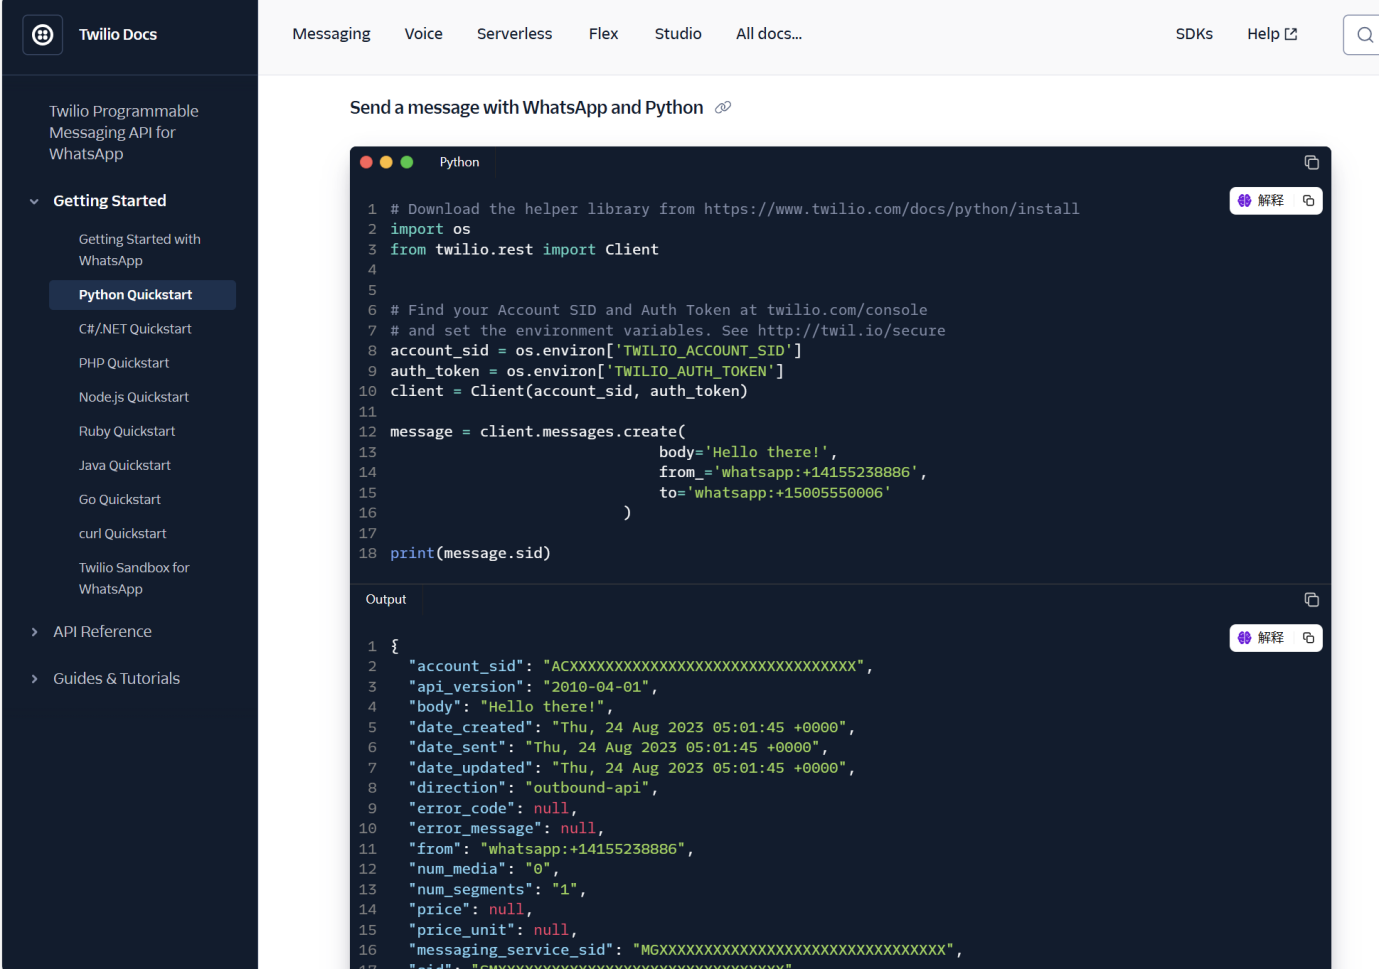 Twilio Docs
Messaging
Voice
Serverless
Flex
Studio
All docs...
SDKs
Help
Twilio Programmable
Messaging API for
WhatsApp
Getting Started
Getting Started with
WhatsApp
Python Quickstart
C#/.NET Quickstart
PHP Quickstart
Node.js Quickstart
Ruby Quickstart
Java Quickstart
Go Quickstart
curl Quickstart
Twilio Sandbox for
WhatsApp
API Reference
Guides & Tutorials
Send a message with WhatsApp and Python
Python
解释
1 # Download the helper library from https://www.twilio.com/docs/python/install
2 import os
3 from twilio.rest import Client
4
5
6 # Find your Account SID and Auth Token at twilio.com/console
7 # and set the environment variables. See http://twil.io/secure
8 account_sid = os.environ['TWILIO_ACCOUNT_SID']
9 auth_token = os.environ['TWILIO_AUTH_TOKEN']
10 client = Client(account_sid, auth_token)
11
12 message = client.messages.create(
13 body='Hello there!',
14 from_='whatsapp:+14155238886',
15 to='whatsapp:+15005550006'
16 )
17
18 print(message.sid)
Output
解释
1 {
2 "account_sid": "ACXXXXXXXXXXXXXXXXXXXXXXXXXXXXXXXX",
3 "api_version": "2010-04-01",
4 "body": "Hello there!",
5 "date_created": "Thu, 24 Aug 2023 05:01:45 +0000",
6 "date_sent": "Thu, 24 Aug 2023 05:01:45 +0000",
7 "date_updated": "Thu, 24 Aug 2023 05:01:45 +0000",
8 "direction": "outbound-api",
9 "error_code": null,
10 "error_message": null,
11 "from": "whatsapp:+14155238886",
12 "num_media": "0",
13 "num_segments": "1",
14 "price": null,
15 "price_unit": null,
16 "messaging_service_sid": "MGXXXXXXXXXXXXXXXXXXXXXXXXXXXXXXXX",